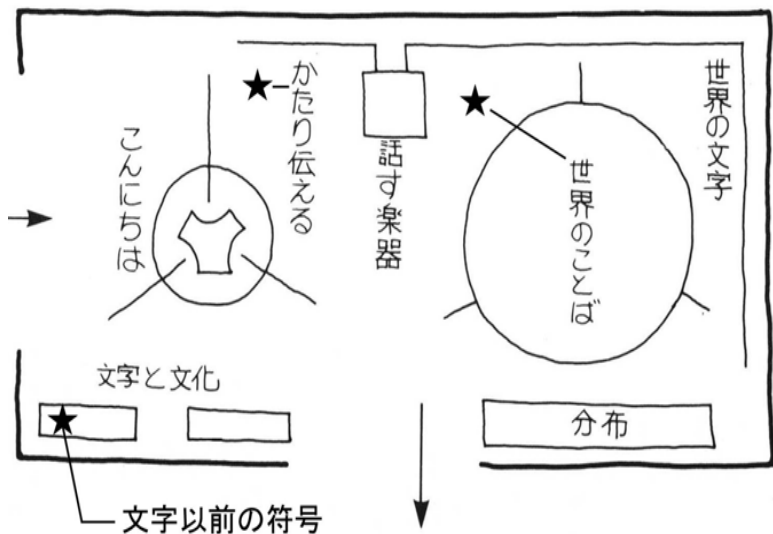 世界の文字
世界のことば
話す楽器
かたり伝える
こんにちは
文字と文化
分布
文字以前の符号